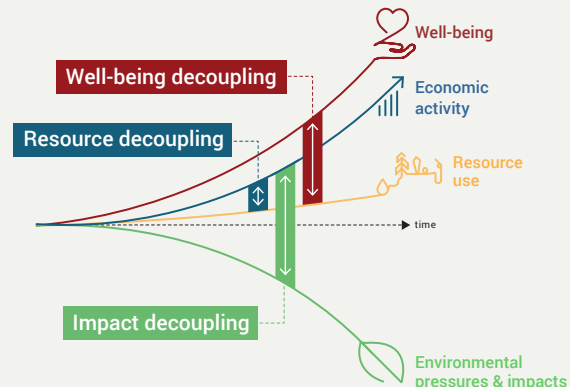 Well-being
Well-being decoupling
Economic
activity
Resource decoupling
Resource
use
time
Impact decoupling
Environmental
pressures & impacts